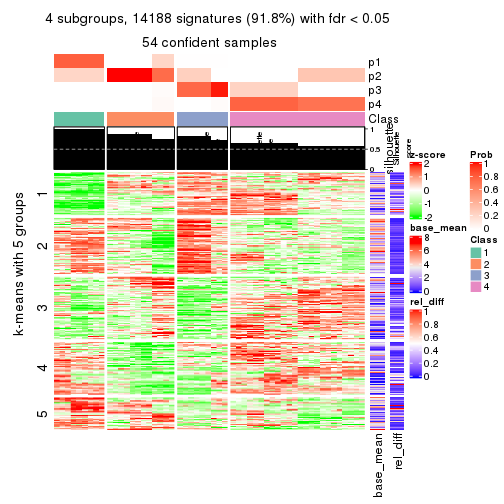 4 subgroups, 14188 signatures (91.8%) with fdr < 0.05
54 confident samples
p1
p2
p3
p4
Class
1
0.5
0
silhouette
Silhouette
score
k-means with 5 groups
1
2
3
4
5
base_mean
rel_diff
z-score
2
1
0
-1
-2
base_mean
8
6
4
2
0
rel_diff
1
0.8
0.6
0.4
0.2
0
Prob
1
0.8
0.6
0.4
0.2
0
Class
1
2
3
4